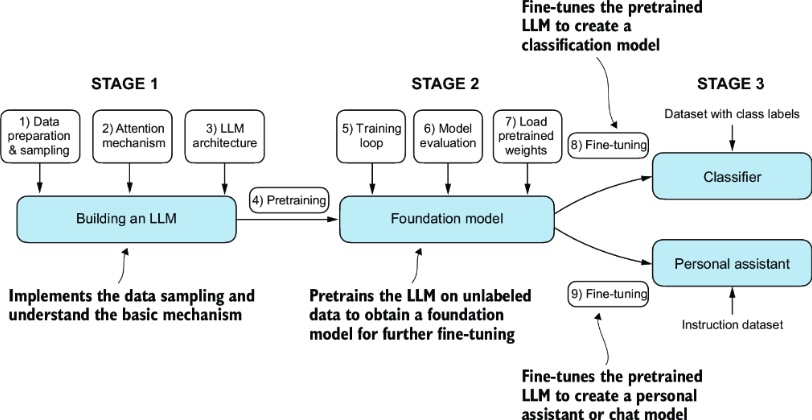 Fine-tunes the pretrained
LLM to create a
classification model
STAGE 1
STAGE 2
STAGE 3
1) Data
preparation
& sampling
2) Attention
mechanism
3) LLM
architecture
5) Training
loop
6) Model
evaluation
7) Load
pretrained
weights
8) Fine-tuning
Dataset with class labels
4) Pretraining
Building an LLM
Foundation model
Classifier
Personal assistant
Implements the data sampling and
understand the basic mechanism
Pretrains the LLM on unlabeled
data to obtain a foundation
model for further fine-tuning
9) Fine-tuning
Instruction dataset
Fine-tunes the pretrained
LLM to create a personal
assistant or chat model